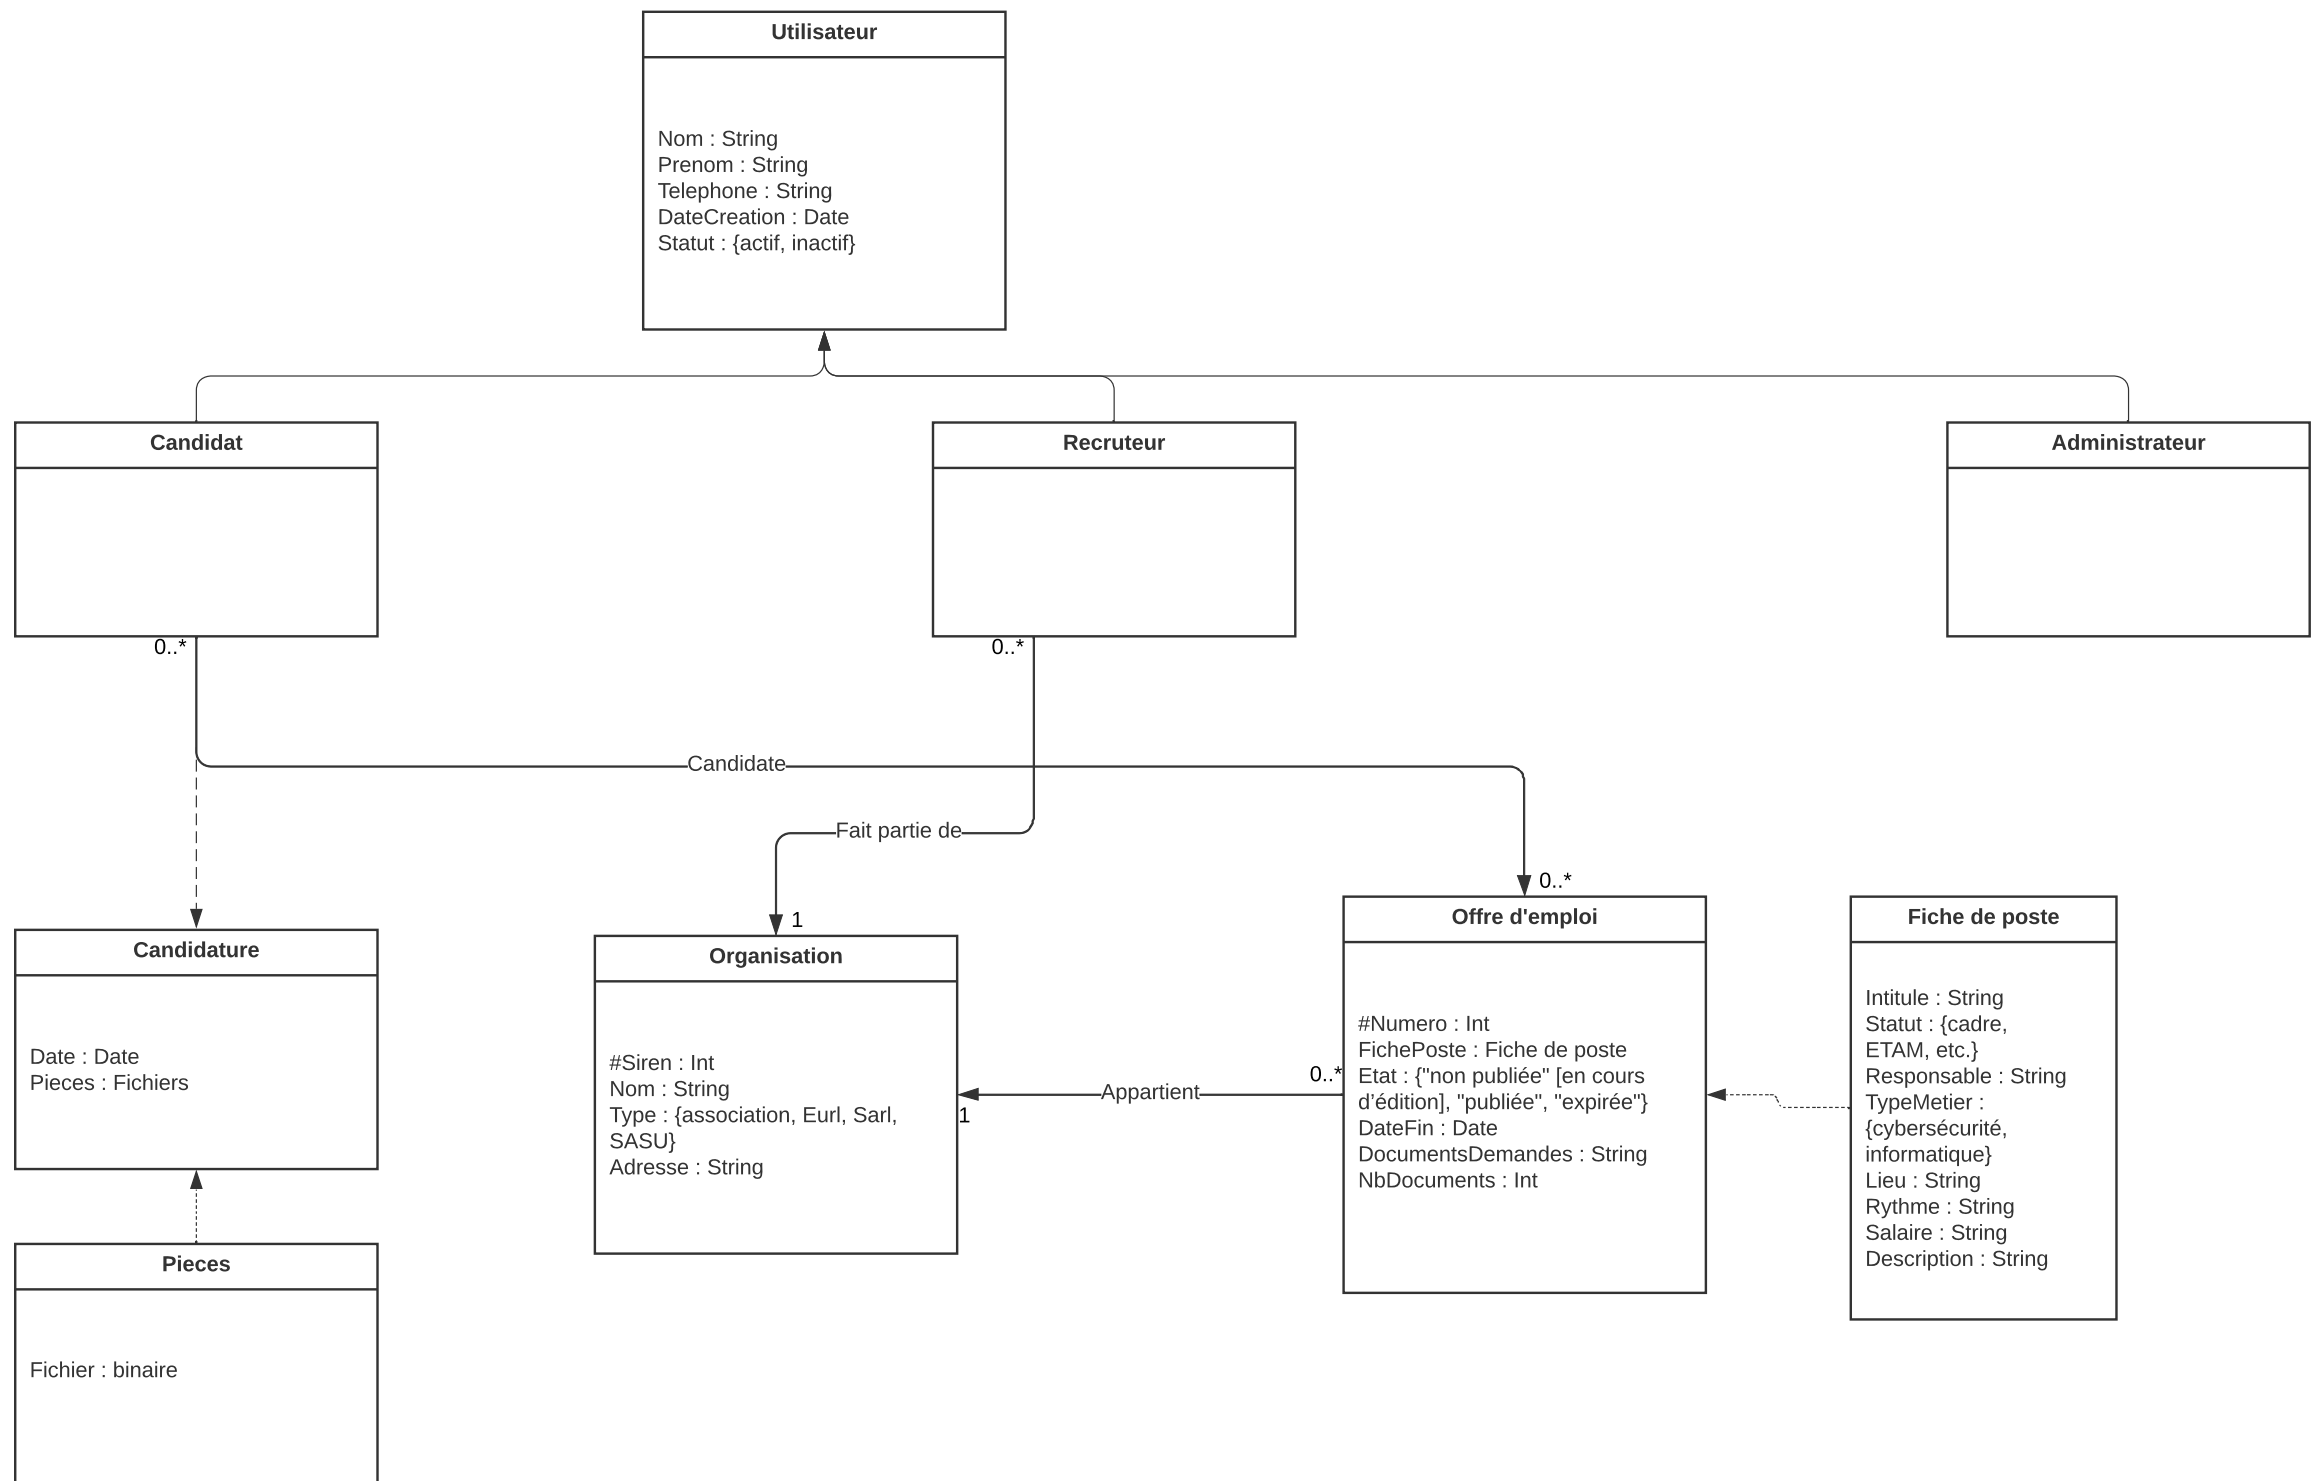 Utilisateur
Nom : String
Prenom : String
Telephone : String
DateCreation : Date
Statut : {actif, inactif}
Candidat
Recruteur
Administrateur
0..*
0..*
Candidate
Fait partie de
0..*
1
Candidature
Date : Date
Pieces : Fichiers
Organisation
#Siren : Int
Nom : String
Type : {association, Eurl, Sarl,
SASU}
Adresse : String
Appartient
0..*
1
Offre d'emploi
#Numero : Int
FichePoste : Fiche de poste
Etat : {"non publiée" [en cours
d’édition], "publiée", "expirée"}
DateFin : Date
DocumentsDemandes : String
NbDocuments : Int
Fiche de poste
Intitule : String
Statut : {cadre,
ETAM, etc.}
Responsable : String
TypeMetier :
{cybersécurité,
informatique}
Lieu : String
Rythme : String
Salaire : String
Description : String
Pieces
Fichier : binaire